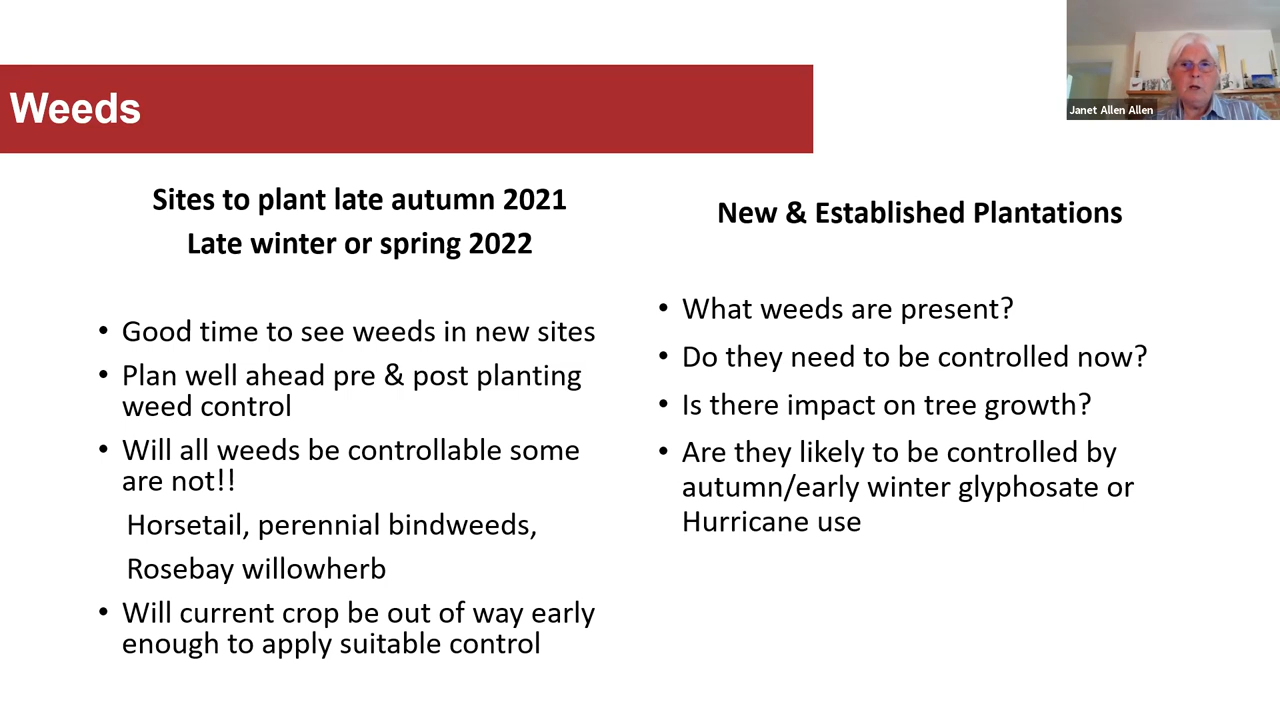 Weeds
Janet Allen Allen
Sites to plant late autumn 2021
Late winter or spring 2022
• Good time to see weeds in new sites
• Plan well ahead pre & post planting
weed control
• Will all weeds be controllable some
are not!!
Horsetail, perennial bindweeds,
Rosebay willowherb
• Will current crop be out of way early
enough to apply suitable control
New & Established Plantations
• What weeds are present?
• Do they need to be controlled now?
• Is there impact on tree growth?
• Are they likely to be controlled by
autumn/early winter glyphosate or
Hurricane use